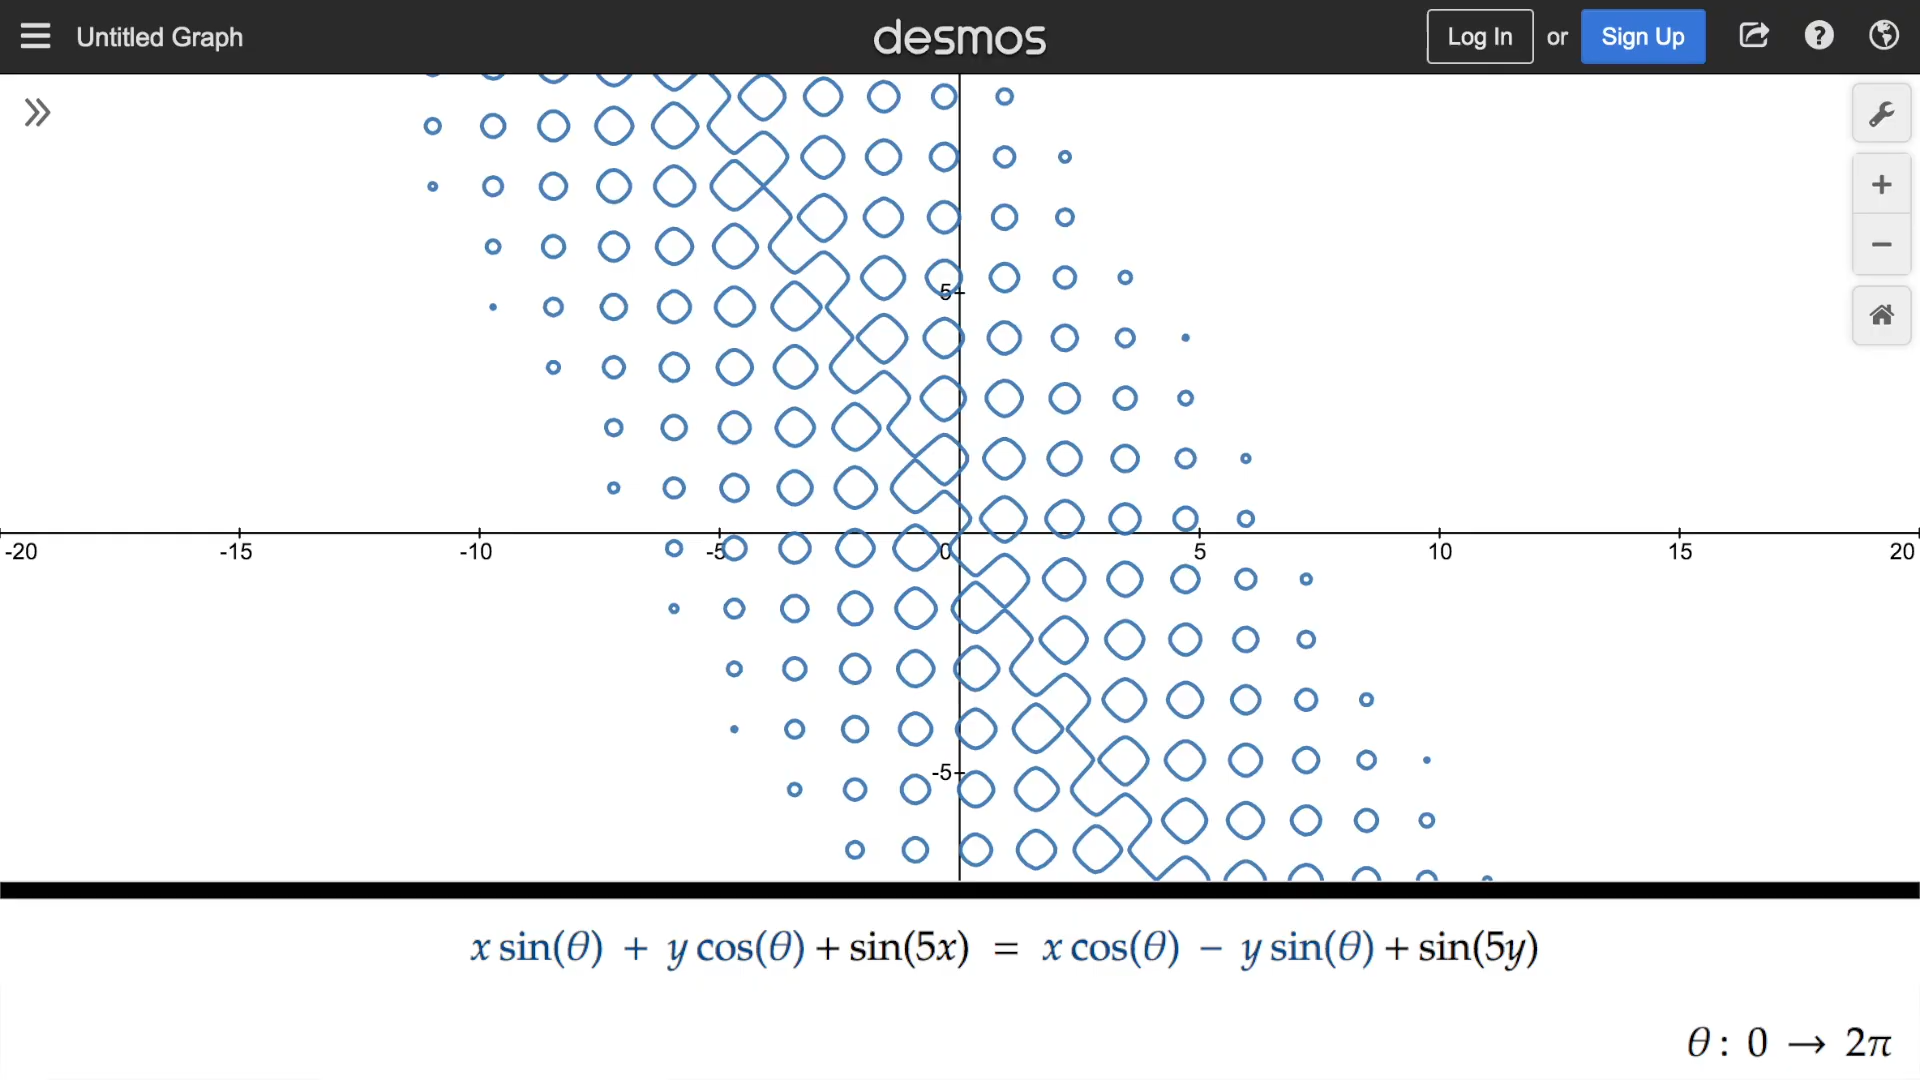 Untitled Graph desmos Log In or Sign Up
5
-20 -15 -10 -5 0 5 10 15 20
-5
x sin(θ) + y cos(θ) + sin(5x) = x cos(θ) − y sin(θ) + sin(5y)
θ : 0 → 2π